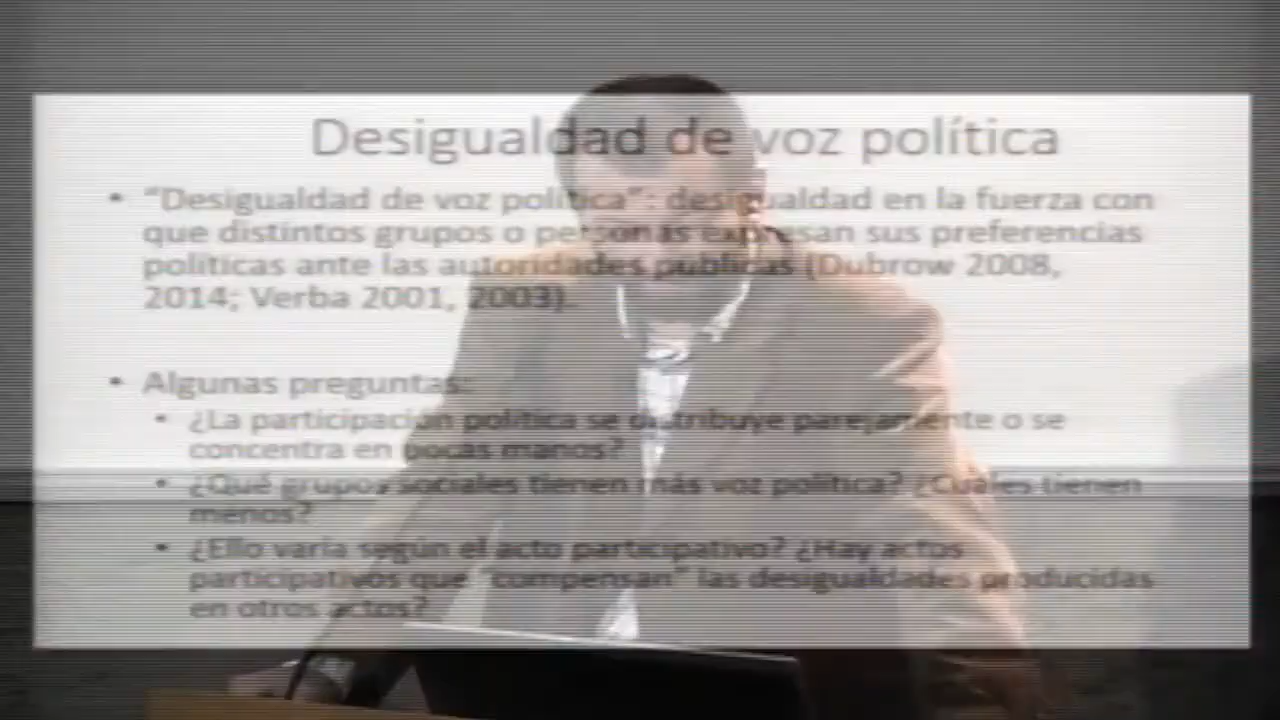 Desigualdad de voz política
• "Desigualdad de voz política": desigualdad en la fuerza con
que distintos grupos o personas expresan sus preferencias
políticas ante las autoridades públicas (Dubrow 2008,
2014; Verba 2001, 2003).
• Algunas preguntas:
• ¿La participación política se distribuye parejamente o se
concentra en pocas manos?
• ¿Qué grupos sociales tienen más voz política? ¿Cuáles tienen
menos?
• ¿Ello varía según el acto participativo? ¿Hay actos
participativos que "compensan" las desigualdades producidas
en otros actos?